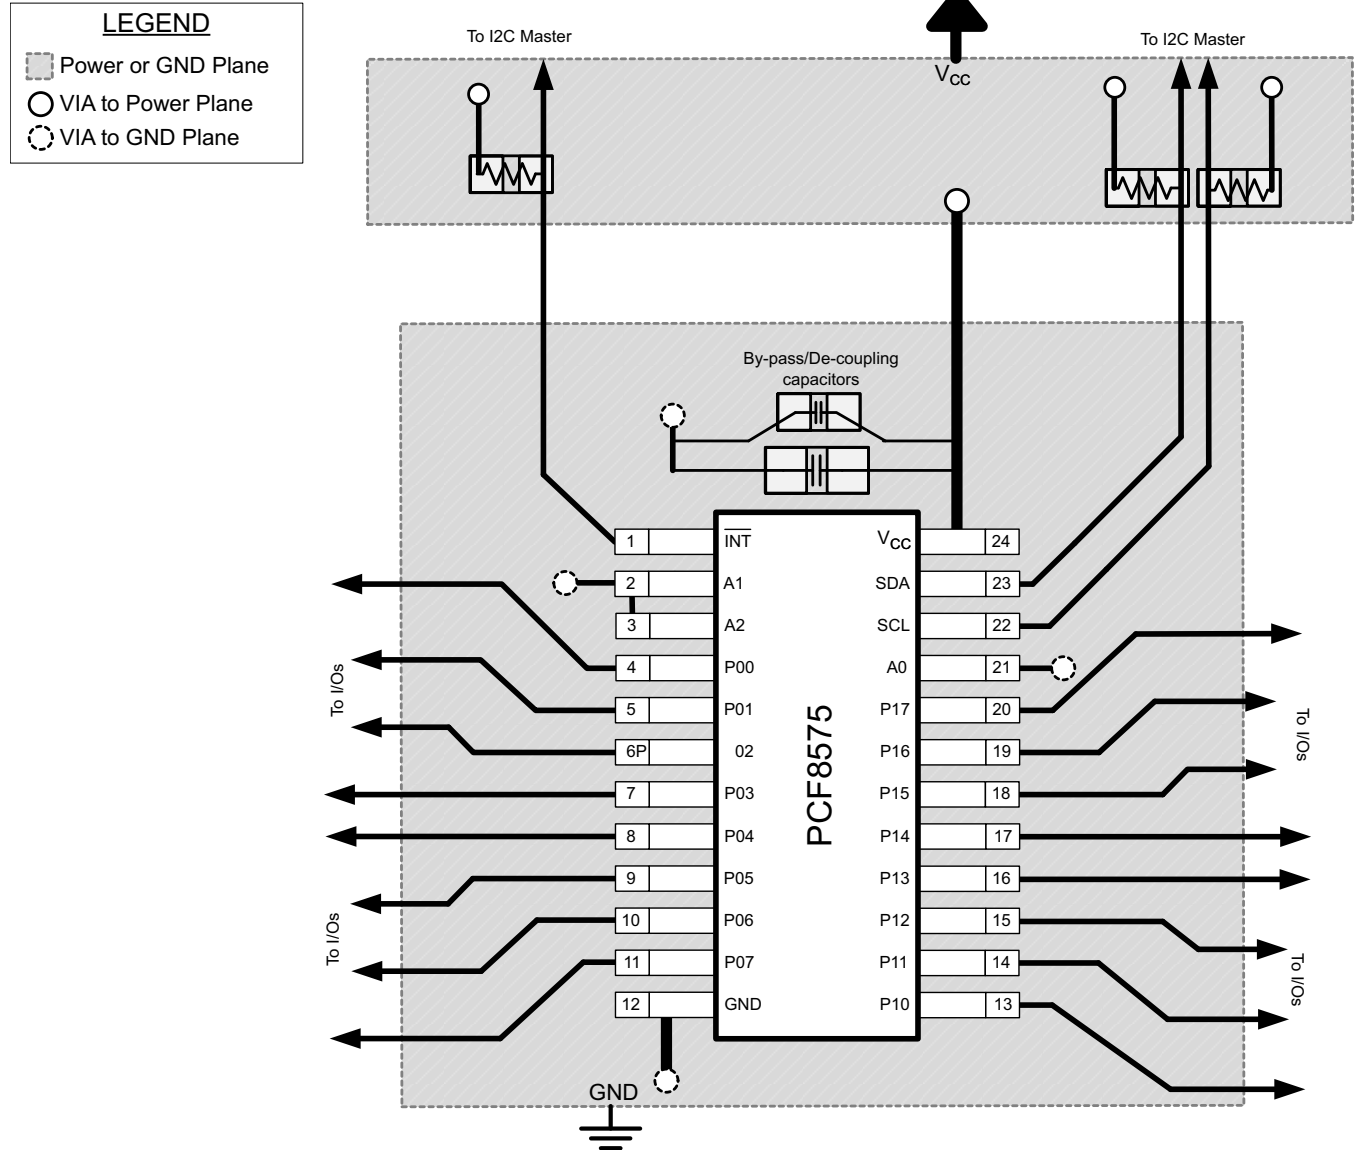 LEGEND
Power or GND Plane
VIA to Power Plane
VIA to GND Plane
To I2C Master
VCC
To I2C Master
By-pass/De-coupling
capacitors
1 INT VCC 24
2 A1 SDA 23
3 A2 SCL 22
4 P00 A0 21
5 P01 P17 20
6P 02 P16 19
7 P03 P15 18
8 P04 P14 17
9 P05 P13 16
10 P06 P12 15
11 P07 P11 14
12 GND P10 13
PCF8575
To I/Os
To I/Os
To I/Os
To I/Os
GND